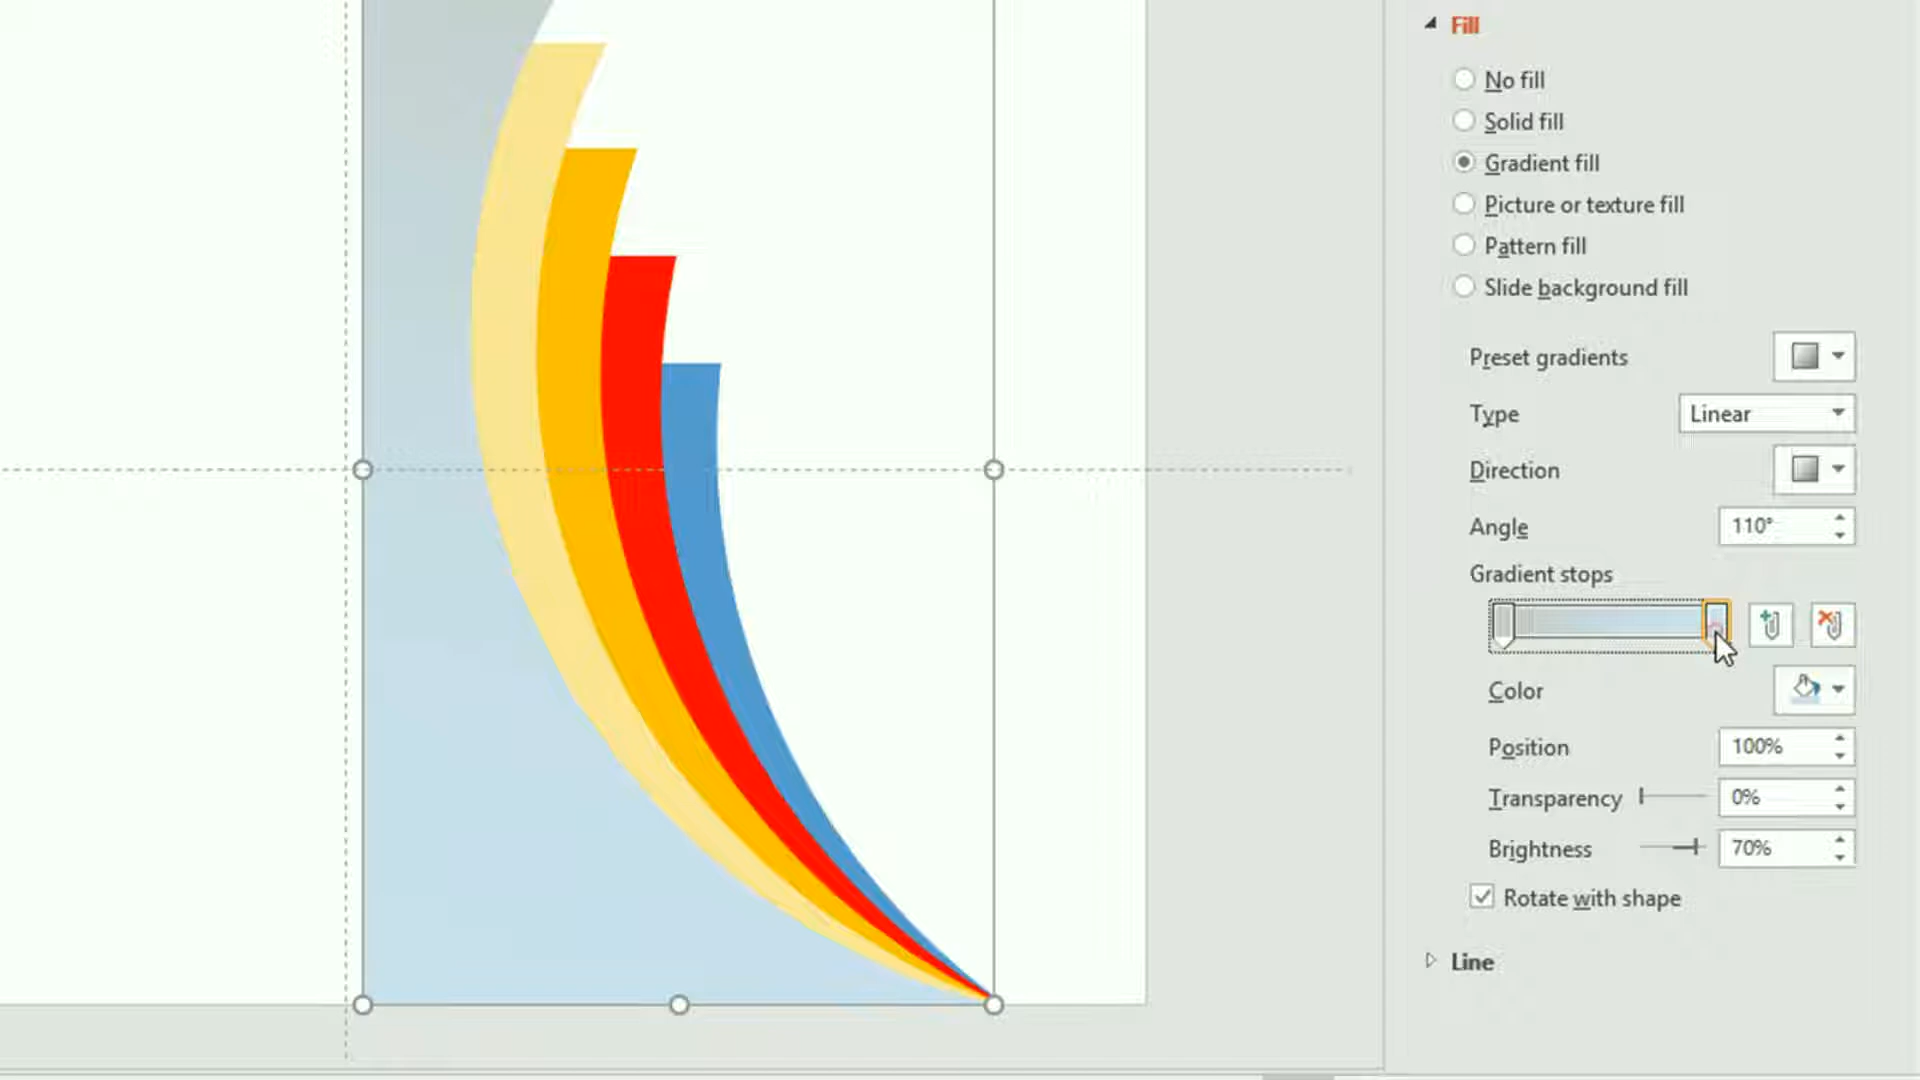 Fill
No fill
Solid fill
Gradient fill
Picture or texture fill
Pattern fill
Slide background fill
Preset gradients
Type Linear
Direction
Angle 110°
Gradient stops
Color
Position 100%
Transparency 0%
Brightness 70%
Rotate with shape
Line